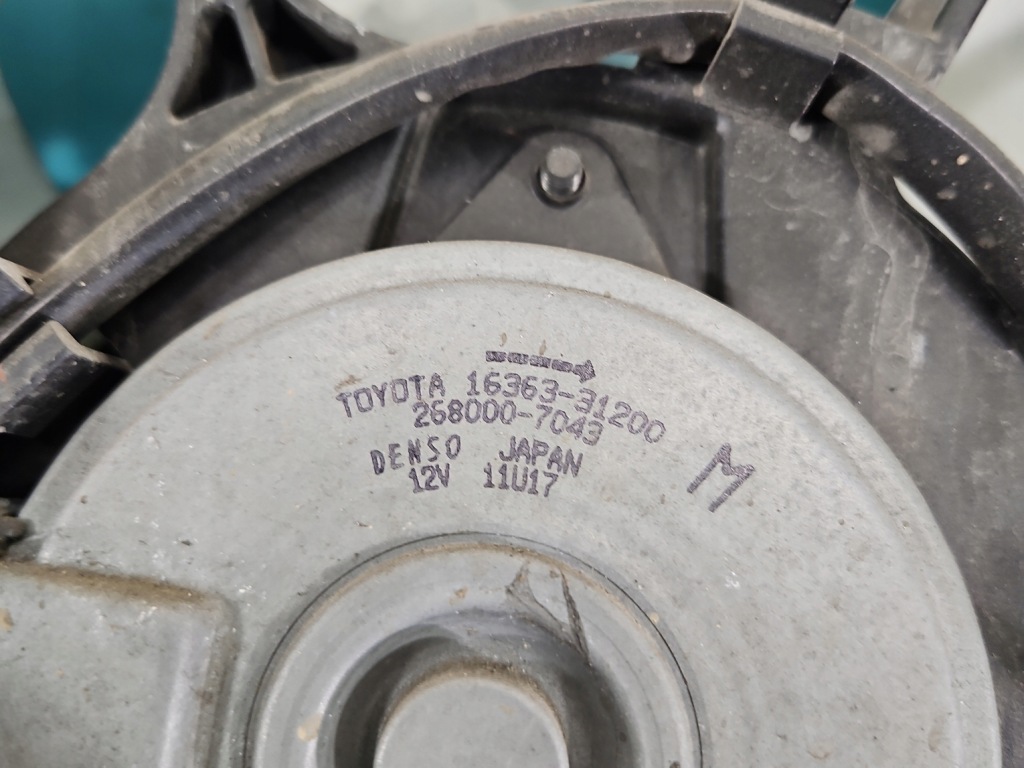 TOYOTA 16363-31200
268000-7043
DENSO JAPAN
12V 11U17
M